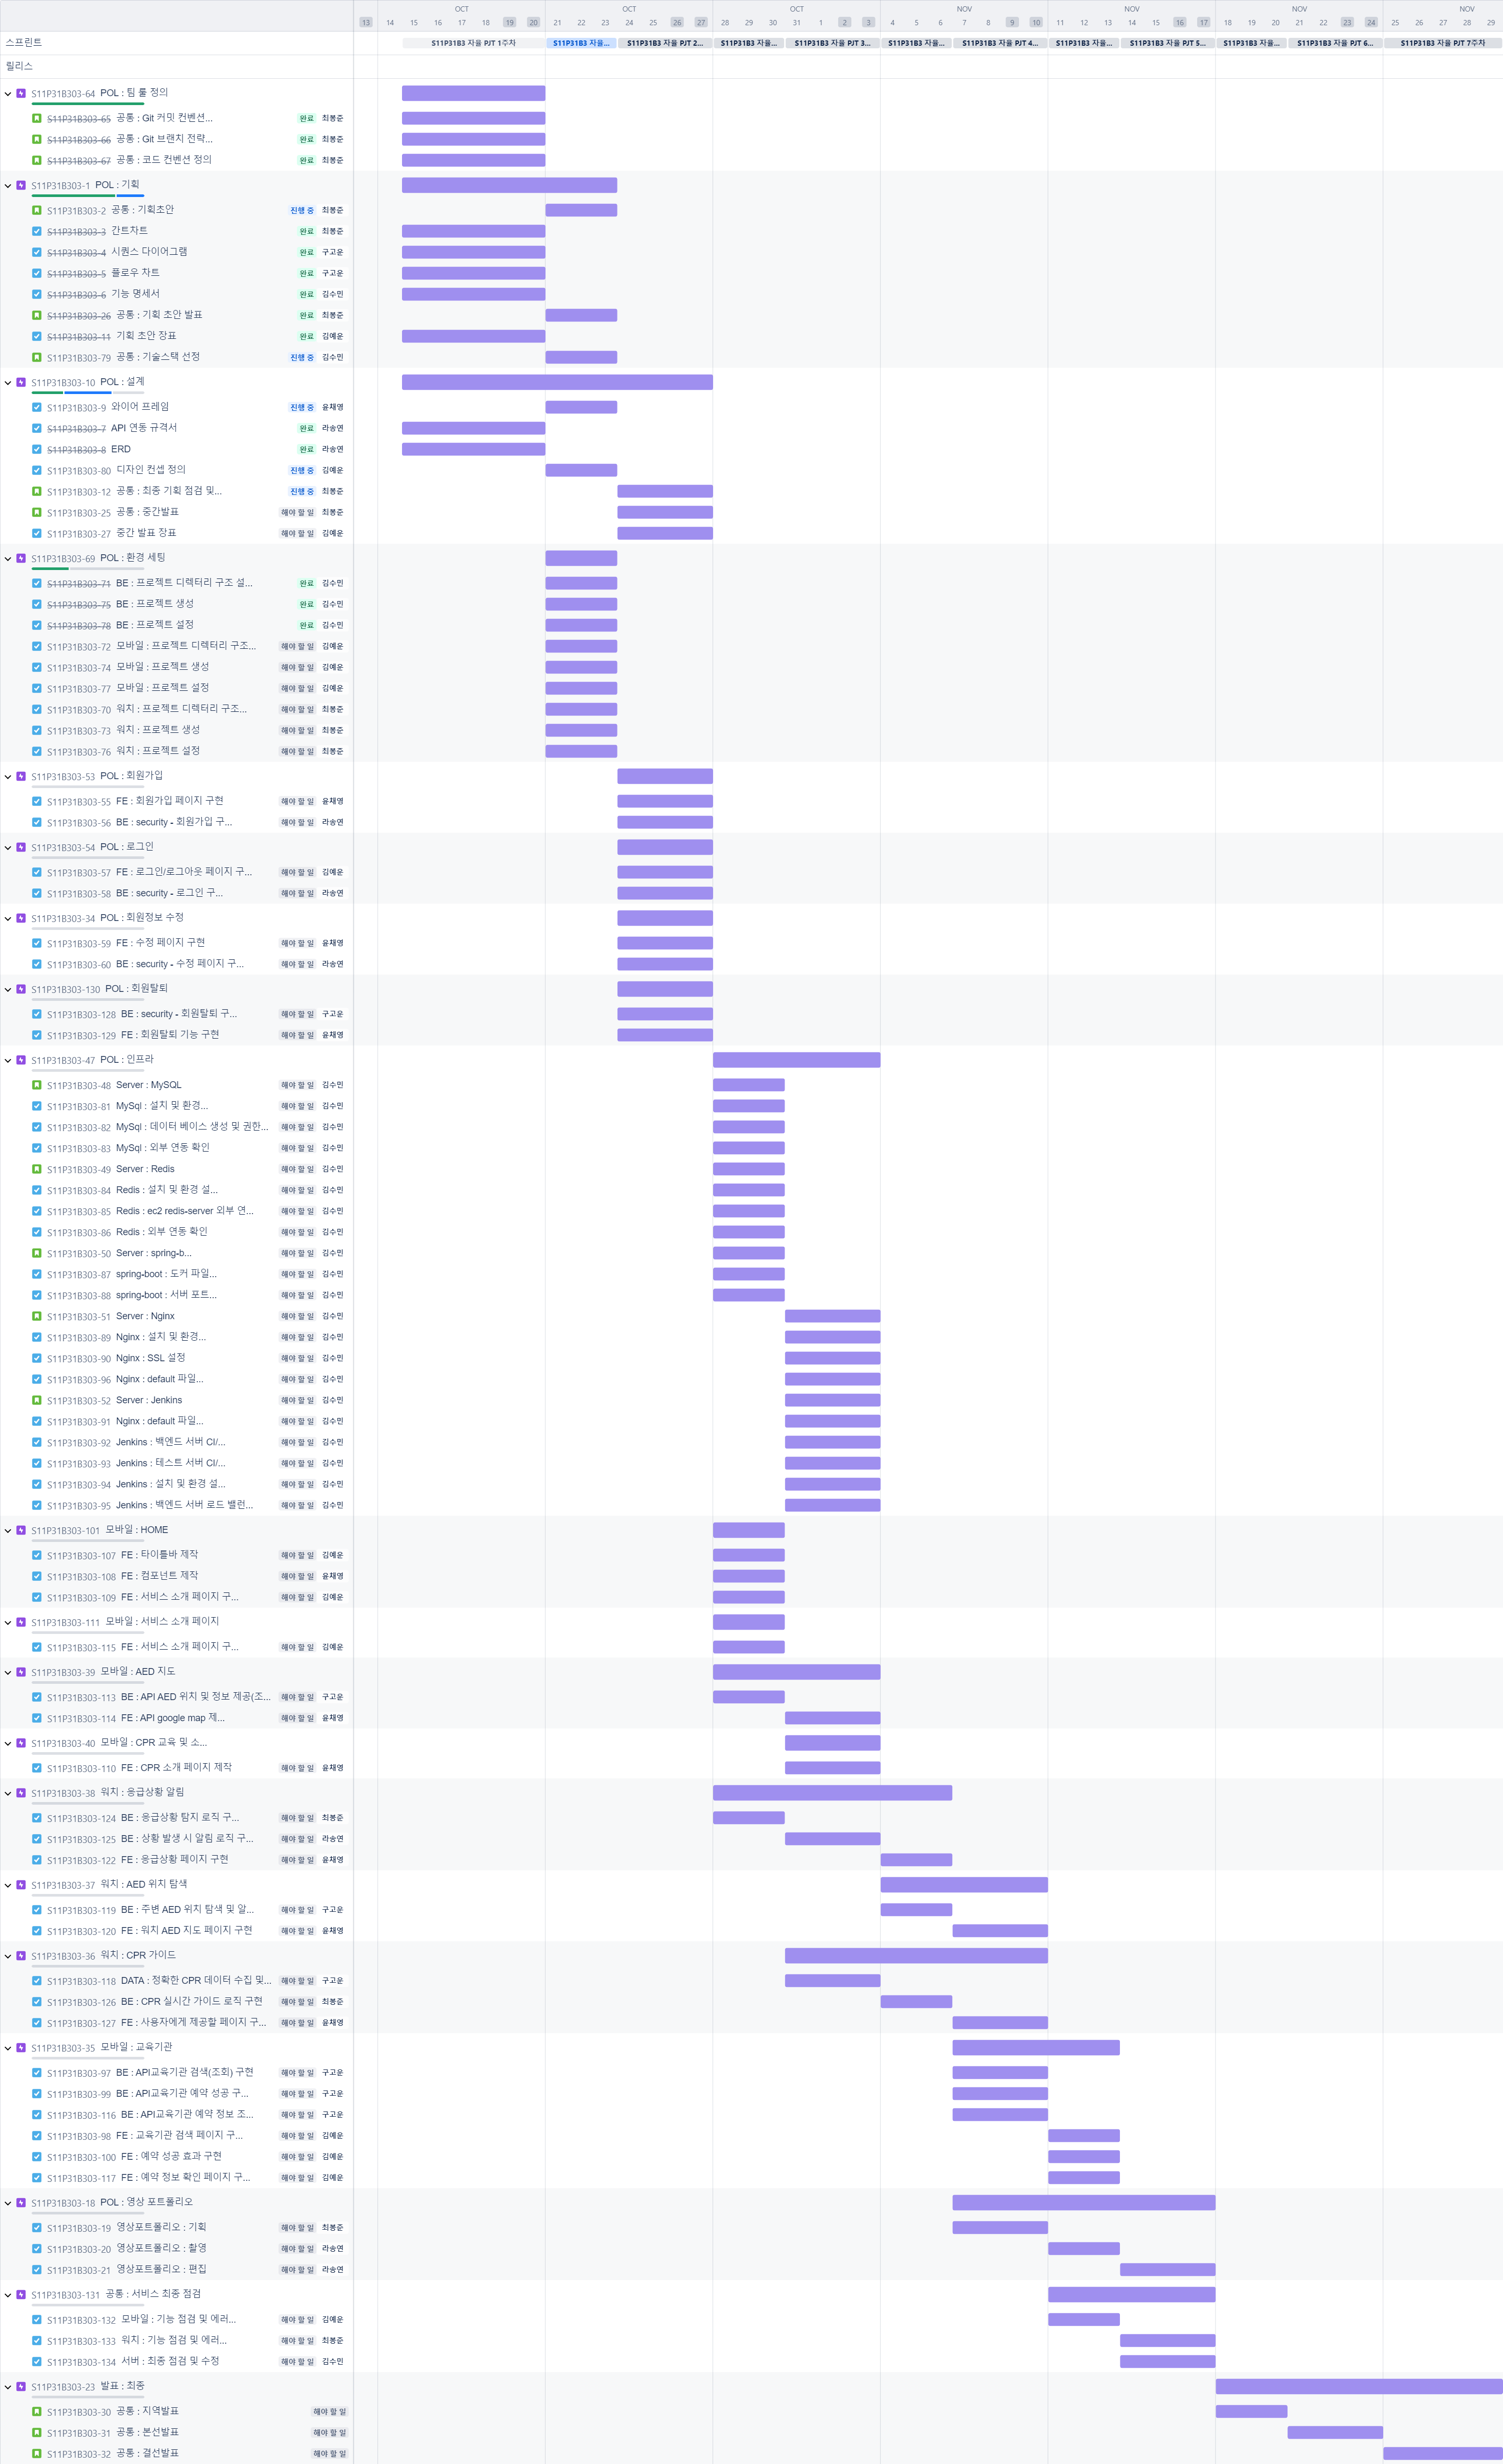 OCT OCT OCT NOV NOV NOV NOV
13 14 15 16 17 18 19 20 21 22 23 24 25 26 27 28 29 30 31 1 2 3 4 5 6 7 8 9 10 11 12 13 14 15 16 17 18 19 20 21 22 23 24 25 26 27 28 29
스프린트 S11P31B3 자율 PJT 1주차 S11P31B3 자율... S11P31B3 자율 PJT 2... S11P31B3 자율... S11P31B3 자율 PJT 3... S11P31B3 자율... S11P31B3 자율 PJT 4... S11P31B3 자율... S11P31B3 자율 PJT 5... S11P31B3 자율... S11P31B3 자율 PJT 6... S11P31B3 자율 PJT 7주차
릴리스
S11P31B303-64 POL : 팀 룰 정의
S11P31B303-65 공통 : Git 커밋 컨벤션... 완료 최봉준
S11P31B303-66 공통 : Git 브랜치 전략... 완료 최봉준
S11P31B303-67 공통 : 코드 컨벤션 정의 완료 최봉준
S11P31B303-1 POL : 기획
S11P31B303-2 공통 : 기획초안 진행 중 최봉준
S11P31B303-3 간트차트 완료 최봉준
S11P31B303-4 시퀀스 다이어그램 완료 구고운
S11P31B303-5 플로우 차트 완료 구고운
S11P31B303-6 기능 명세서 완료 김수민
S11P31B303-26 공통 : 기획 초안 발표 완료 최봉준
S11P31B303-11 기획 초안 장표 완료 김예운
S11P31B303-79 공통 : 기술스택 선정 진행 중 김수민
S11P31B303-10 POL : 설계
S11P31B303-9 와이어 프레임 진행 중 윤채영
S11P31B303-7 API 연동 규격서 완료 라송연
S11P31B303-8 ERD 완료 라송연
S11P31B303-80 디자인 컨셉 정의 진행 중 김예운
S11P31B303-12 공통 : 최종 기획 점검 및... 진행 중 최봉준
S11P31B303-25 공통 : 중간발표 해야 할 일 최봉준
S11P31B303-27 중간 발표 장표 해야 할 일 김예운
S11P31B303-69 POL : 환경 세팅
S11P31B303-71 BE : 프로젝트 디렉터리 구조 설... 완료 김수민
S11P31B303-75 BE : 프로젝트 생성 완료 김수민
S11P31B303-78 BE : 프로젝트 설정 완료 김수민
S11P31B303-72 모바일 : 프로젝트 디렉터리 구조... 해야 할 일 김예운
S11P31B303-74 모바일 : 프로젝트 생성 해야 할 일 김예운
S11P31B303-77 모바일 : 프로젝트 설정 해야 할 일 김예운
S11P31B303-70 워치 : 프로젝트 디렉터리 구조... 해야 할 일 최봉준
S11P31B303-73 워치 : 프로젝트 생성 해야 할 일 최봉준
S11P31B303-76 워치 : 프로젝트 설정 해야 할 일 최봉준
S11P31B303-53 POL : 회원가입
S11P31B303-55 FE : 회원가입 페이지 구현 해야 할 일 윤채영
S11P31B303-56 BE : security - 회원가입 구... 해야 할 일 라송연
S11P31B303-54 POL : 로그인
S11P31B303-57 FE : 로그인/로그아웃 페이지 구... 해야 할 일 김예운
S11P31B303-58 BE : security - 로그인 구... 해야 할 일 라송연
S11P31B303-34 POL : 회원정보 수정
S11P31B303-59 FE : 수정 페이지 구현 해야 할 일 윤채영
S11P31B303-60 BE : security - 수정 페이지 구... 해야 할 일 라송연
S11P31B303-130 POL : 회원탈퇴
S11P31B303-128 BE : security - 회원탈퇴 구... 해야 할 일 구고운
S11P31B303-129 FE : 회원탈퇴 기능 구현 해야 할 일 윤채영
S11P31B303-47 POL : 인프라
S11P31B303-48 Server : MySQL 해야 할 일 김수민
S11P31B303-81 MySql : 설치 및 환경... 해야 할 일 김수민
S11P31B303-82 MySql : 데이터 베이스 생성 및 권한... 해야 할 일 김수민
S11P31B303-83 MySql : 외부 연동 확인 해야 할 일 김수민
S11P31B303-49 Server : Redis 해야 할 일 김수민
S11P31B303-84 Redis : 설치 및 환경 설... 해야 할 일 김수민
S11P31B303-85 Redis : ec2 redis-server 외부 연... 해야 할 일 김수민
S11P31B303-86 Redis : 외부 연동 확인 해야 할 일 김수민
S11P31B303-50 Server : spring-b... 해야 할 일 김수민
S11P31B303-87 spring-boot : 도커 파일... 해야 할 일 김수민
S11P31B303-88 spring-boot : 서버 포트... 해야 할 일 김수민
S11P31B303-51 Server : Nginx 해야 할 일 김수민
S11P31B303-89 Nginx : 설치 및 환경... 해야 할 일 김수민
S11P31B303-90 Nginx : SSL 설정 해야 할 일 김수민
S11P31B303-96 Nginx : default 파일... 해야 할 일 김수민
S11P31B303-52 Server : Jenkins 해야 할 일 김수민
S11P31B303-91 Nginx : default 파일... 해야 할 일 김수민
S11P31B303-92 Jenkins : 백엔드 서버 CI/... 해야 할 일 김수민
S11P31B303-93 Jenkins : 테스트 서버 CI/... 해야 할 일 김수민
S11P31B303-94 Jenkins : 설치 및 환경 설... 해야 할 일 김수민
S11P31B303-95 Jenkins : 백엔드 서버 로드 밸런... 해야 할 일 김수민
S11P31B303-101 모바일 : HOME
S11P31B303-107 FE : 타이틀바 제작 해야 할 일 김예운
S11P31B303-108 FE : 컴포넌트 제작 해야 할 일 윤채영
S11P31B303-109 FE : 서비스 소개 페이지 구... 해야 할 일 김예운
S11P31B303-111 모바일 : 서비스 소개 페이지
S11P31B303-115 FE : 서비스 소개 페이지 구... 해야 할 일 김예운
S11P31B303-39 모바일 : AED 지도
S11P31B303-113 BE : API AED 위치 및 정보 제공(조... 해야 할 일 구고운
S11P31B303-114 FE : API google map 제... 해야 할 일 윤채영
S11P31B303-40 모바일 : CPR 교육 및 소...
S11P31B303-110 FE : CPR 소개 페이지 제작 해야 할 일 윤채영
S11P31B303-38 워치 : 응급상황 알림
S11P31B303-124 BE : 응급상황 탐지 로직 구... 해야 할 일 최봉준
S11P31B303-125 BE : 상황 발생 시 알림 로직 구... 해야 할 일 라송연
S11P31B303-122 FE : 응급상황 페이지 구현 해야 할 일 윤채영
S11P31B303-37 워치 : AED 위치 탐색
S11P31B303-119 BE : 주변 AED 위치 탐색 및 알... 해야 할 일 구고운
S11P31B303-120 FE : 워치 AED 지도 페이지 구현 해야 할 일 윤채영
S11P31B303-36 워치 : CPR 가이드
S11P31B303-118 DATA : 정확한 CPR 데이터 수집 및... 해야 할 일 구고운
S11P31B303-126 BE : CPR 실시간 가이드 로직 구현 해야 할 일 최봉준
S11P31B303-127 FE : 사용자에게 제공할 페이지 구... 해야 할 일 윤채영
S11P31B303-35 모바일 : 교육기관
S11P31B303-97 BE : API교육기관 검색(조회) 구현 해야 할 일 구고운
S11P31B303-99 BE : API교육기관 예약 성공 구... 해야 할 일 구고운
S11P31B303-116 BE : API교육기관 예약 정보 조... 해야 할 일 구고운
S11P31B303-98 FE : 교육기관 검색 페이지 구... 해야 할 일 김예운
S11P31B303-100 FE : 예약 성공 효과 구현 해야 할 일 김예운
S11P31B303-117 FE : 예약 정보 확인 페이지 구... 해야 할 일 김예운
S11P31B303-18 POL : 영상 포트폴리오
S11P31B303-19 영상포트폴리오 : 기획 해야 할 일 최봉준
S11P31B303-20 영상포트폴리오 : 촬영 해야 할 일 라송연
S11P31B303-21 영상포트폴리오 : 편집 해야 할 일 라송연
S11P31B303-131 공통 : 서비스 최종 점검
S11P31B303-132 모바일 : 기능 점검 및 에러... 해야 할 일 김예운
S11P31B303-133 워치 : 기능 점검 및 에러... 해야 할 일 최봉준
S11P31B303-134 서버 : 최종 점검 및 수정 해야 할 일 김수민
S11P31B303-23 발표 : 최종
S11P31B303-30 공통 : 지역발표 해야 할 일
S11P31B303-31 공통 : 본선발표 해야 할 일
S11P31B303-32 공통 : 결선발표 해야 할 일